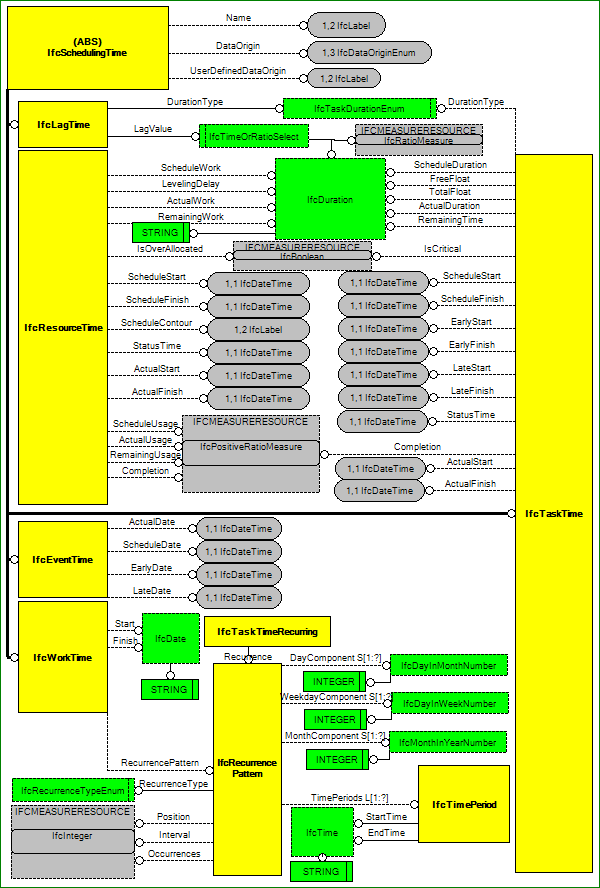 (ABS)
IfcSchedulingTime
Name
1,2 IfcLabel
DataOrigin
1,3 IfcDataOriginEnum
UserDefinedDataOrigin
1,2 IfcLabel
IfcLagTime
DurationType
IfcTaskDurationEnum
DurationType
LagValue
IfcTimeOrRatioSelect
IFCMEASURERESOURCE
IfcRatioMeasure
IfcResourceTime
ScheduleWork
LevelingDelay
ActualWork
RemainingWork
STRING
IfcDuration
ScheduleDuration
FreeFloat
TotalFloat
ActualDuration
RemainingTime
IsOverAllocated
IFCMEASURERESOURCE
IfcBoolean
IsCritical
ScheduleStart
1,1 IfcDateTime
ScheduleFinish
1,1 IfcDateTime
ScheduleContour
1,2 IfcLabel
StatusTime
1,1 IfcDateTime
ActualStart
1,1 IfcDateTime
ActualFinish
1,1 IfcDateTime
1,1 IfcDateTime
ScheduleStart
1,1 IfcDateTime
ScheduleFinish
1,1 IfcDateTime
EarlyStart
1,1 IfcDateTime
EarlyFinish
1,1 IfcDateTime
LateStart
1,1 IfcDateTime
LateFinish
1,1 IfcDateTime
StatusTime
ScheduleUsage
ActualUsage
RemainingUsage
Completion
IFCMEASURERESOURCE
IfcPositiveRatioMeasure
Completion
1,1 IfcDateTime
ActualStart
1,1 IfcDateTime
ActualFinish
IfcTaskTime
IfcEventTime
ActualDate
1,1 IfcDateTime
ScheduleDate
1,1 IfcDateTime
EarlyDate
1,1 IfcDateTime
LateDate
1,1 IfcDateTime
IfcWorkTime
Start
Finish
IfcDate
STRING
IfcTaskTimeRecurring
Recurrence
DayComponent S[1:?]
IfcDayInMonthNumber
INTEGER
WeekdayComponent S[1:?]
IfcDayInWeekNumber
INTEGER
MonthComponent S[1:?]
IfcMonthInYearNumber
INTEGER
RecurrencePattern
IfcRecurrence
Pattern
IfcRecurrenceTypeEnum
RecurrenceType
IFCMEASURERESOURCE
IfcInteger
Position
Interval
Occurrences
TimePeriods L[1:?]
IfcTimePeriod
StartTime
EndTime
IfcTime
STRING